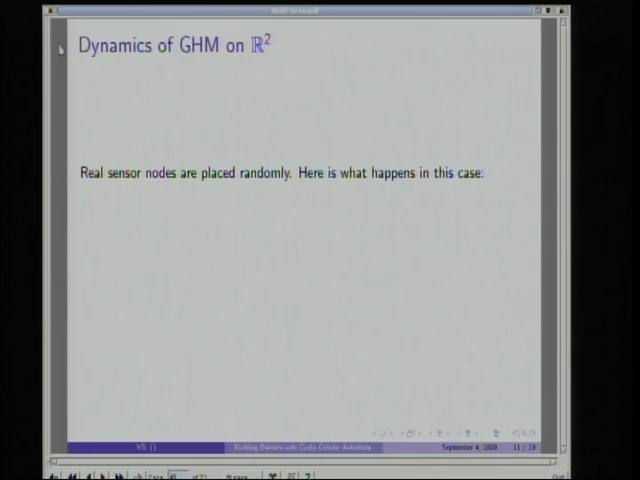 Dynamics of GHM on ℝ²
Real sensor nodes are placed randomly. Here is what happens in this case:
VB ()
Building Barriers with Cyclic Cellular Automata
September 4, 2009
11 / 19